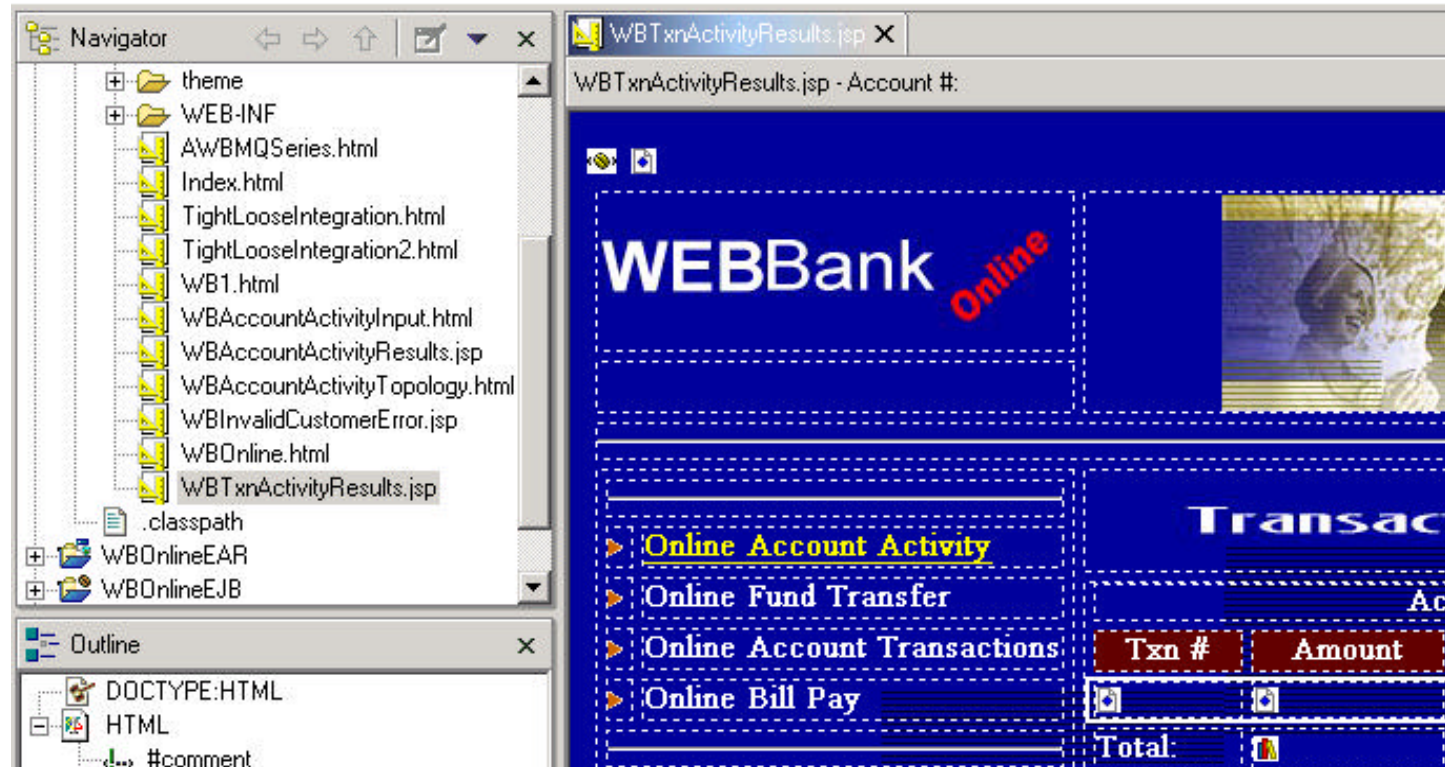 Navigator
theme
WEB-INF
AWBMQSeries.html
Index.html
TightLooseIntegration.html
TightLooseIntegration2.html
WB1.html
WBAccountActivityInput.html
WBAccountActivityResults.jsp
WBAccountActivityTopology.html
WBInvalidCustomerError.jsp
WBOnline.html
WBTxnActivityResults.jsp
.classpath
WBOnlineEAR
WBOnlineEJB
Outline
DOCTYPE:HTML
HTML
#comment
WBTxnActivityResults.jsp
WBTxnActivityResults.jsp - Account #:
WEBBank Online
Online Account Activity
Online Fund Transfer
Online Account Transactions
Online Bill Pay
Transac
Ac
Txn # Amount
Total: